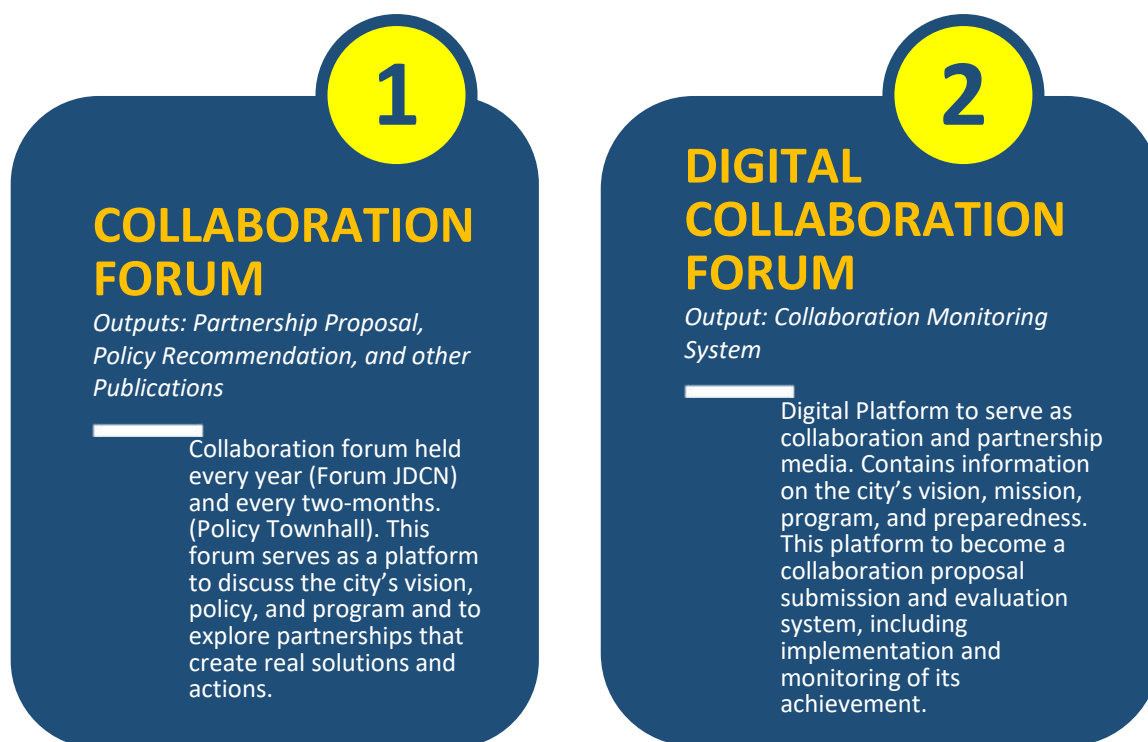 1
COLLABORATION
FORUM
Outputs: Partnership Proposal,
Policy Recommendation, and other
Publications
Collaboration forum held
every year (Forum JDCN)
and every two-months.
(Policy Townhall). This
forum serves as a platform
to discuss the city’s vision,
policy, and program and to
explore partnerships that
create real solutions and
actions.
2
DIGITAL
COLLABORATION
FORUM
Output: Collaboration Monitoring
System
Digital Platform to serve as
collaboration and partnership
media. Contains information
on the city’s vision, mission,
program, and preparedness.
This platform to become a
collaboration proposal
submission and evaluation
system, including
implementation and
monitoring of its
achievement.